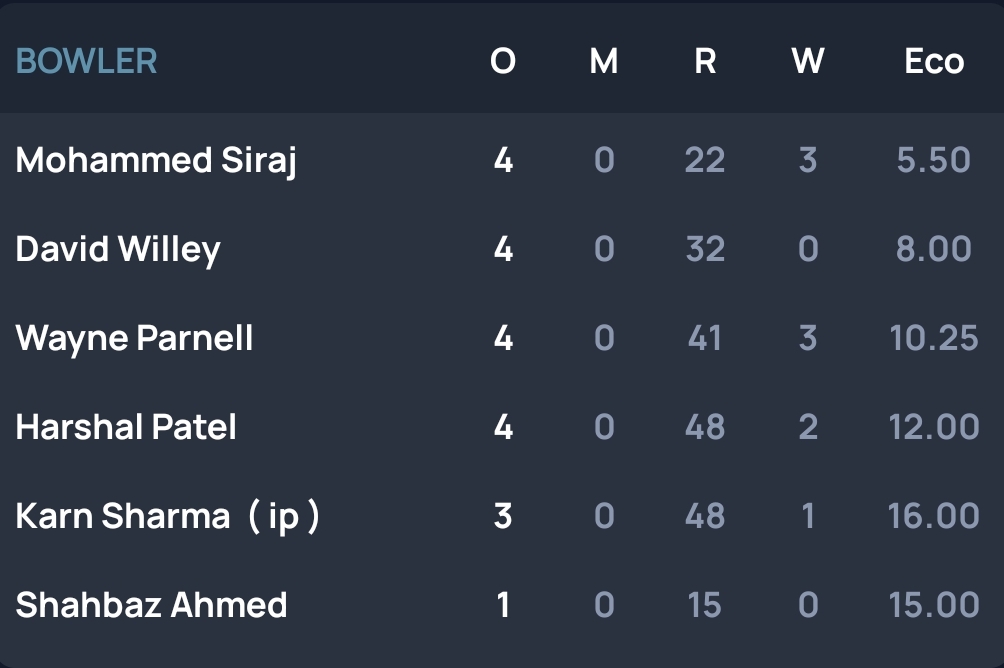 BOWLER O M R W Eco
Mohammed Siraj 4 0 22 3 5.50
David Willey 4 0 32 0 8.00
Wayne Parnell 4 0 41 3 10.25
Harshal Patel 4 0 48 2 12.00
Karn Sharma ( ip ) 3 0 48 1 16.00
Shahbaz Ahmed 1 0 15 0 15.00